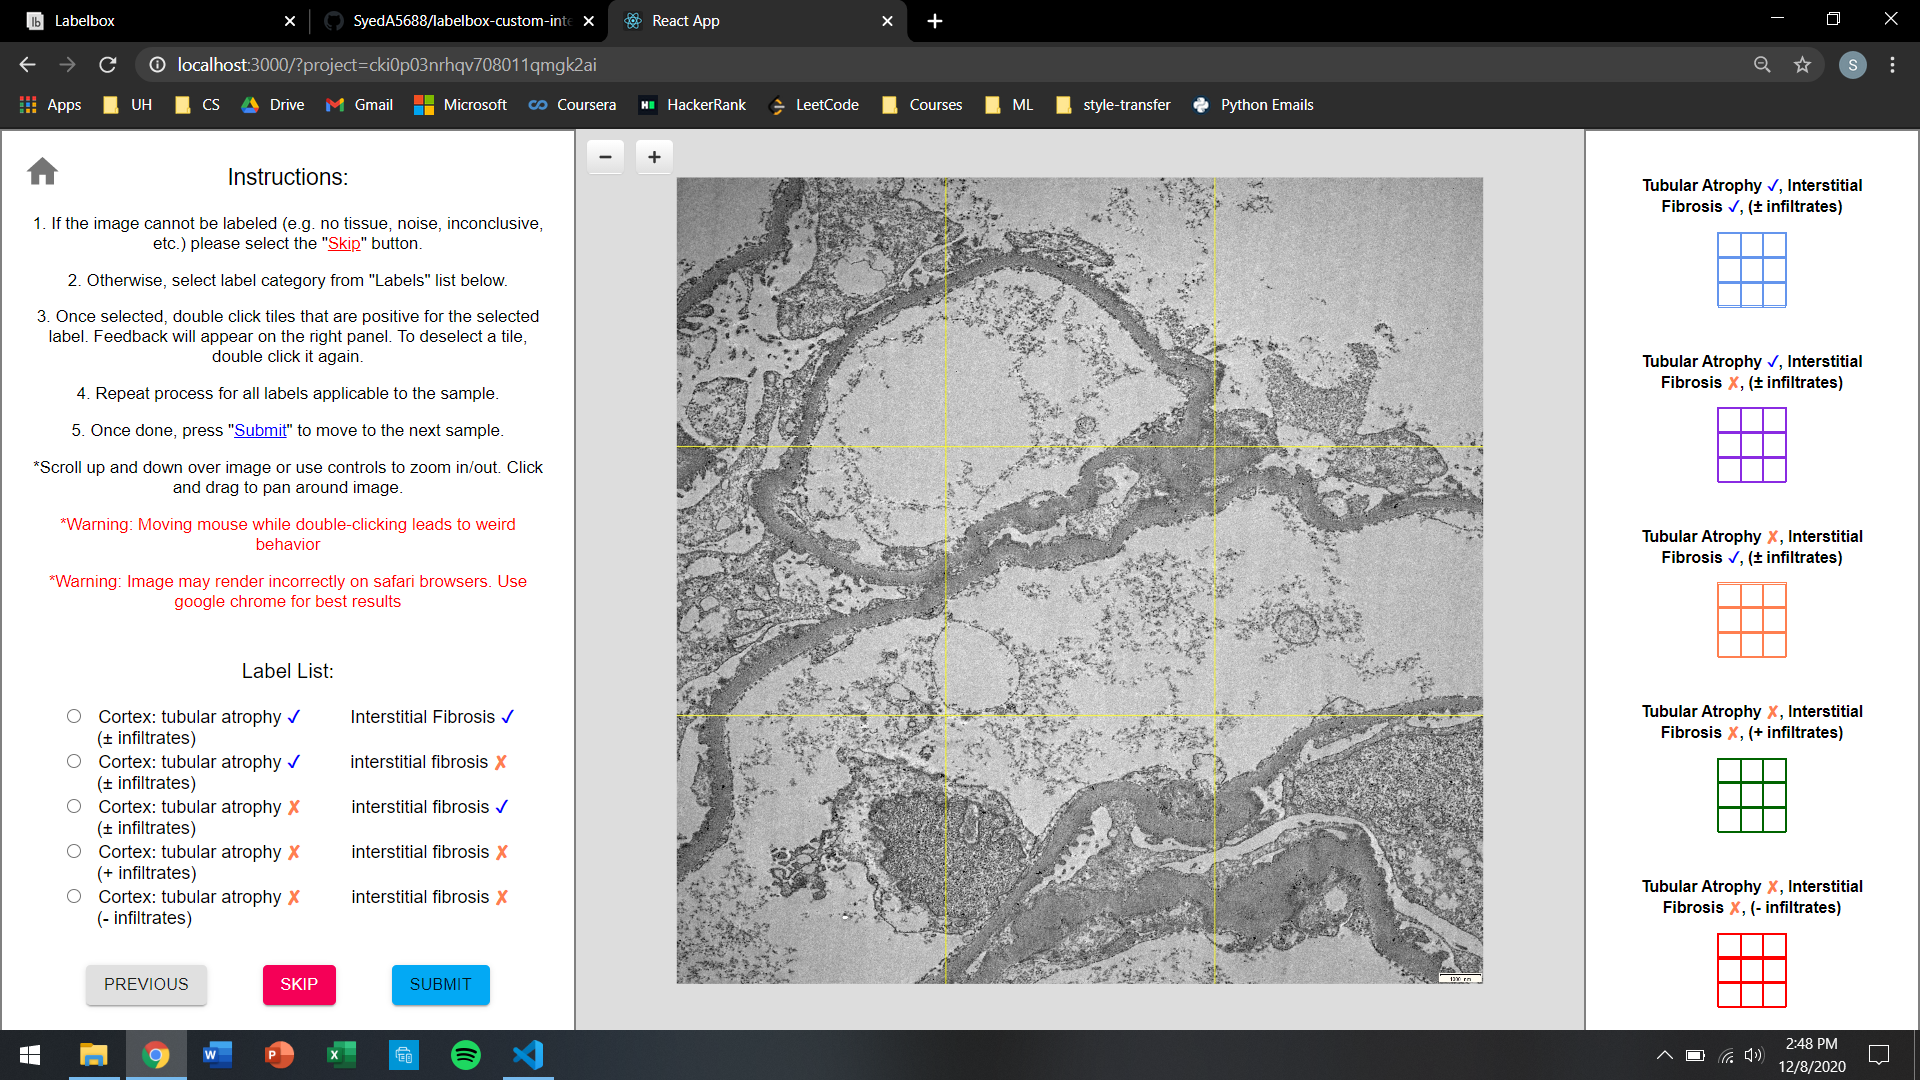 Labelbox
SyedA5688/labelbox-custom-inte
React App
localhost:3000/?project=cki0p03nrhqv708011qmgk2ai
S
Apps
UH
CS
Drive
Gmail
Microsoft
Coursera
HackerRank
LeetCode
Courses
ML
style-transfer
Python Emails
Instructions:
1. If the image cannot be labeled (e.g. no tissue, noise, inconclusive,
etc.) please select the "Skip" button.
2. Otherwise, select label category from "Labels" list below.
3. Once selected, double click tiles that are positive for the selected
label. Feedback will appear on the right panel. To deselect a tile,
double click it again.
4. Repeat process for all labels applicable to the sample.
5. Once done, press "Submit" to move to the next sample.
*Scroll up and down over image or use controls to zoom in/out. Click
and drag to pan around image.
*Warning: Moving mouse while double-clicking leads to weird
behavior
*Warning: Image may render incorrectly on safari browsers. Use
google chrome for best results
Label List:
Cortex: tubular atrophy ✓ Interstitial Fibrosis ✓
(± infiltrates)
Cortex: tubular atrophy ✓ interstitial fibrosis ✘
(± infiltrates)
Cortex: tubular atrophy ✘ interstitial fibrosis ✓
(± infiltrates)
Cortex: tubular atrophy ✘ interstitial fibrosis ✘
(+ infiltrates)
Cortex: tubular atrophy ✘ interstitial fibrosis ✘
(- infiltrates)
PREVIOUS
SKIP
SUBMIT
Tubular Atrophy ✓, Interstitial
Fibrosis ✓, (± infiltrates)
Tubular Atrophy ✓, Interstitial
Fibrosis ✘, (± infiltrates)
Tubular Atrophy ✘, Interstitial
Fibrosis ✓, (± infiltrates)
Tubular Atrophy ✘, Interstitial
Fibrosis ✘, (+ infiltrates)
Tubular Atrophy ✘, Interstitial
Fibrosis ✘, (- infiltrates)
2:48 PM
12/8/2020